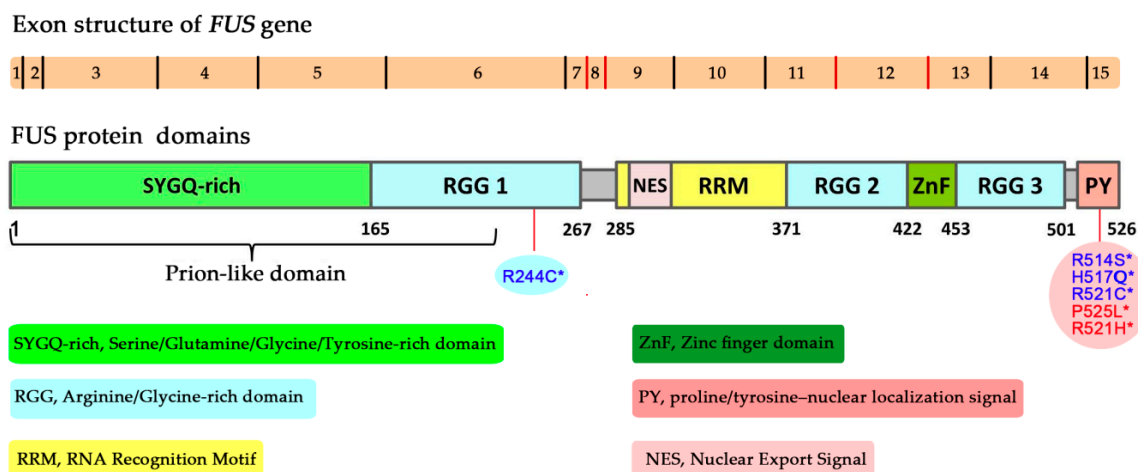 Exon structure of FUS gene
1 2 3 4 5 6 7 8 9 10 11 12 13 14 15
FUS protein domains
SYGQ-rich RGG 1 NES RRM RGG 2 ZnF RGG 3 PY
1 165 267 285 371 422 453 501 526
Prion-like domain
R244C*
R514S*
H517Q*
R521C*
P525L*
R521H*
SYGQ-rich, Serine/Glutamine/Glycine/Tyrosine-rich domain
ZnF, Zinc finger domain
RGG, Arginine/Glycine-rich domain
PY, proline/tyrosine–nuclear localization signal
RRM, RNA Recognition Motif
NES, Nuclear Export Signal